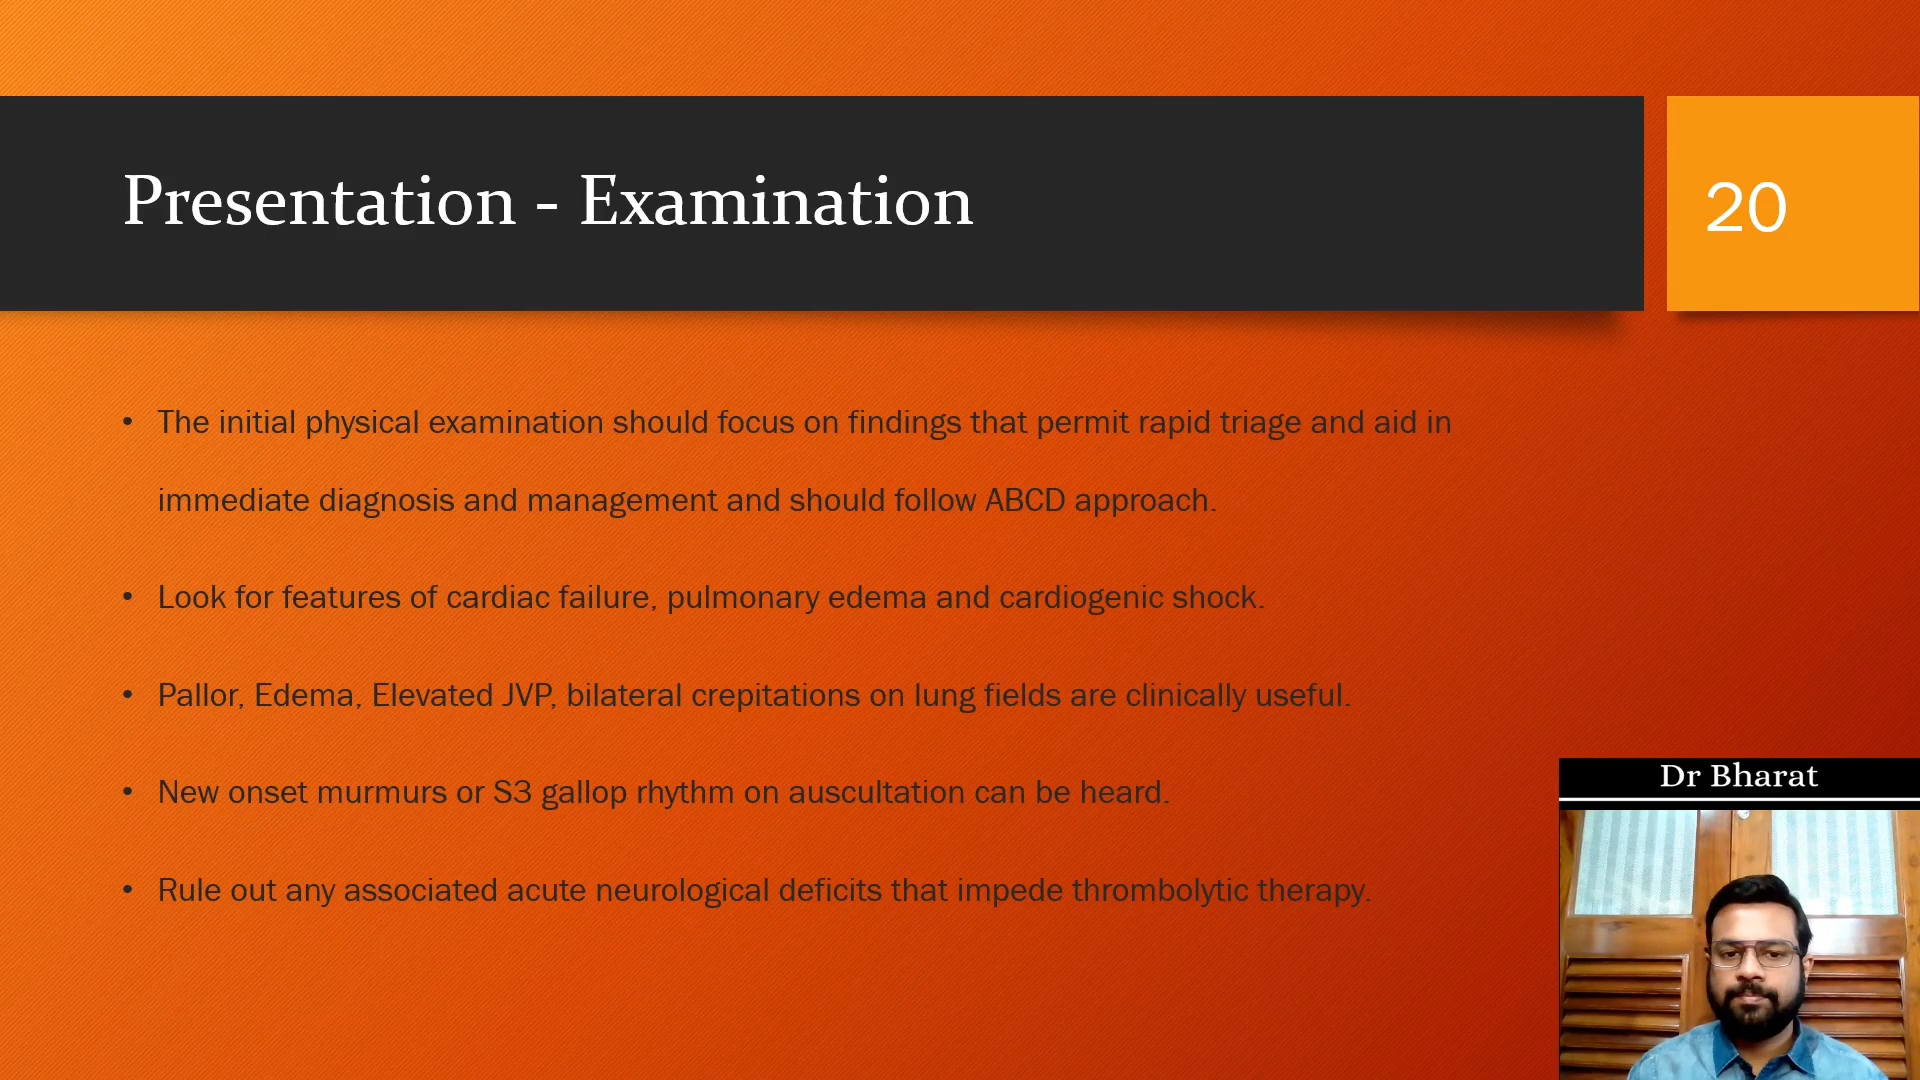 Presentation - Examination
20
• The initial physical examination should focus on findings that permit rapid triage and aid in
immediate diagnosis and management and should follow ABCD approach.
• Look for features of cardiac failure, pulmonary edema and cardiogenic shock.
• Pallor, Edema, Elevated JVP, bilateral crepitations on lung fields are clinically useful.
• New onset murmurs or S3 gallop rhythm on auscultation can be heard.
• Rule out any associated acute neurological deficits that impede thrombolytic therapy.
Dr Bharat